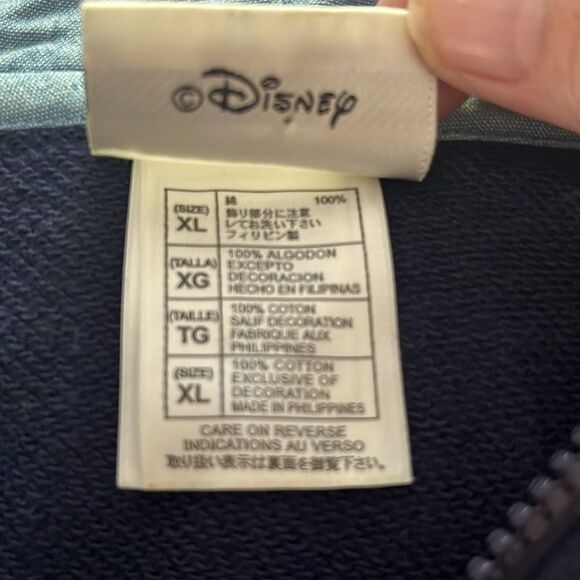 ©Disney
(SIZE)
XL
綿 100%
飾り部分に注意
してお洗い下さい
フィリピン製
(TALLA)
XG
100% ALGODON
EXCEPTO
DECORACION
HECHO EN FILIPINAS
(TAILLE)
TG
100% COTON
SAUF DECORATION
FABRIQUE AUX
PHILIPPINES
(SIZE)
XL
100% COTTON
EXCLUSIVE OF
DECORATION
MADE IN PHILIPPINES
CARE ON REVERSE
INDICATIONS AU VERSO
取り扱い表示は裏面を御覧下さい。